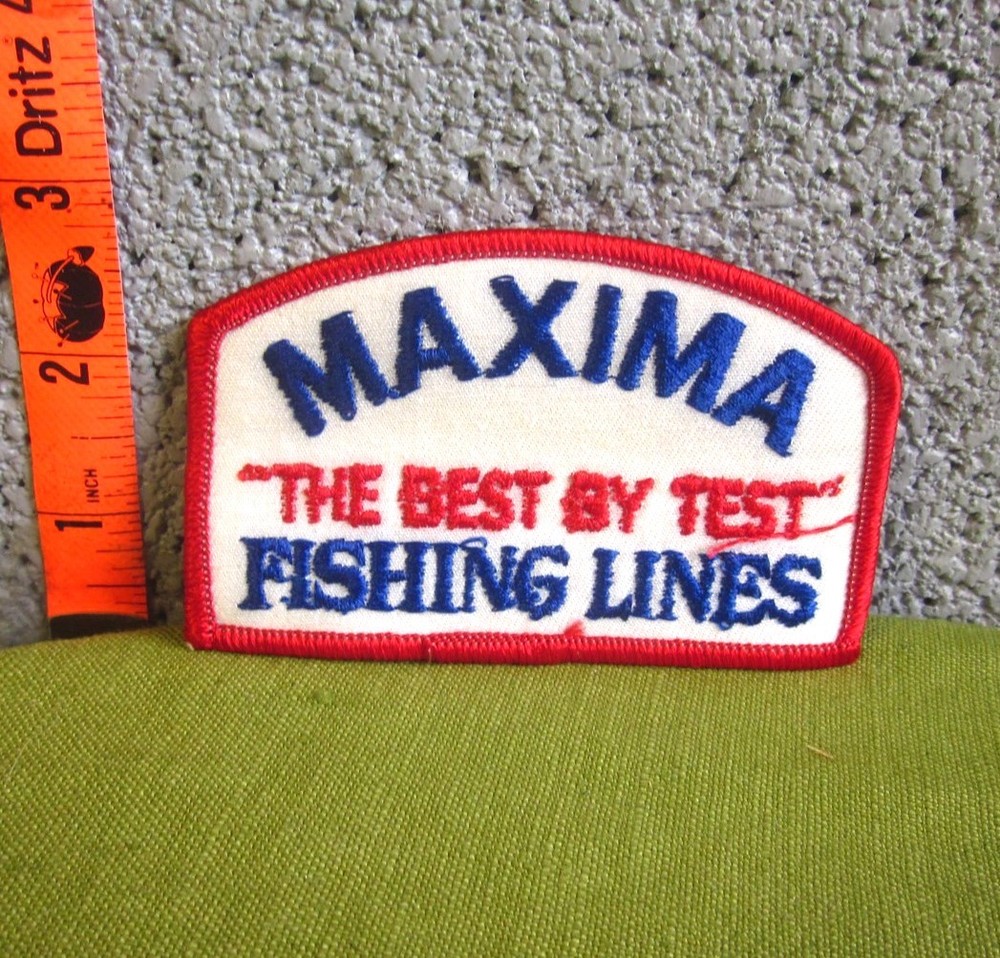 MAXIMA
"THE BEST BY TEST"
FISHING LINES
Dritz
3
2
1 INCH